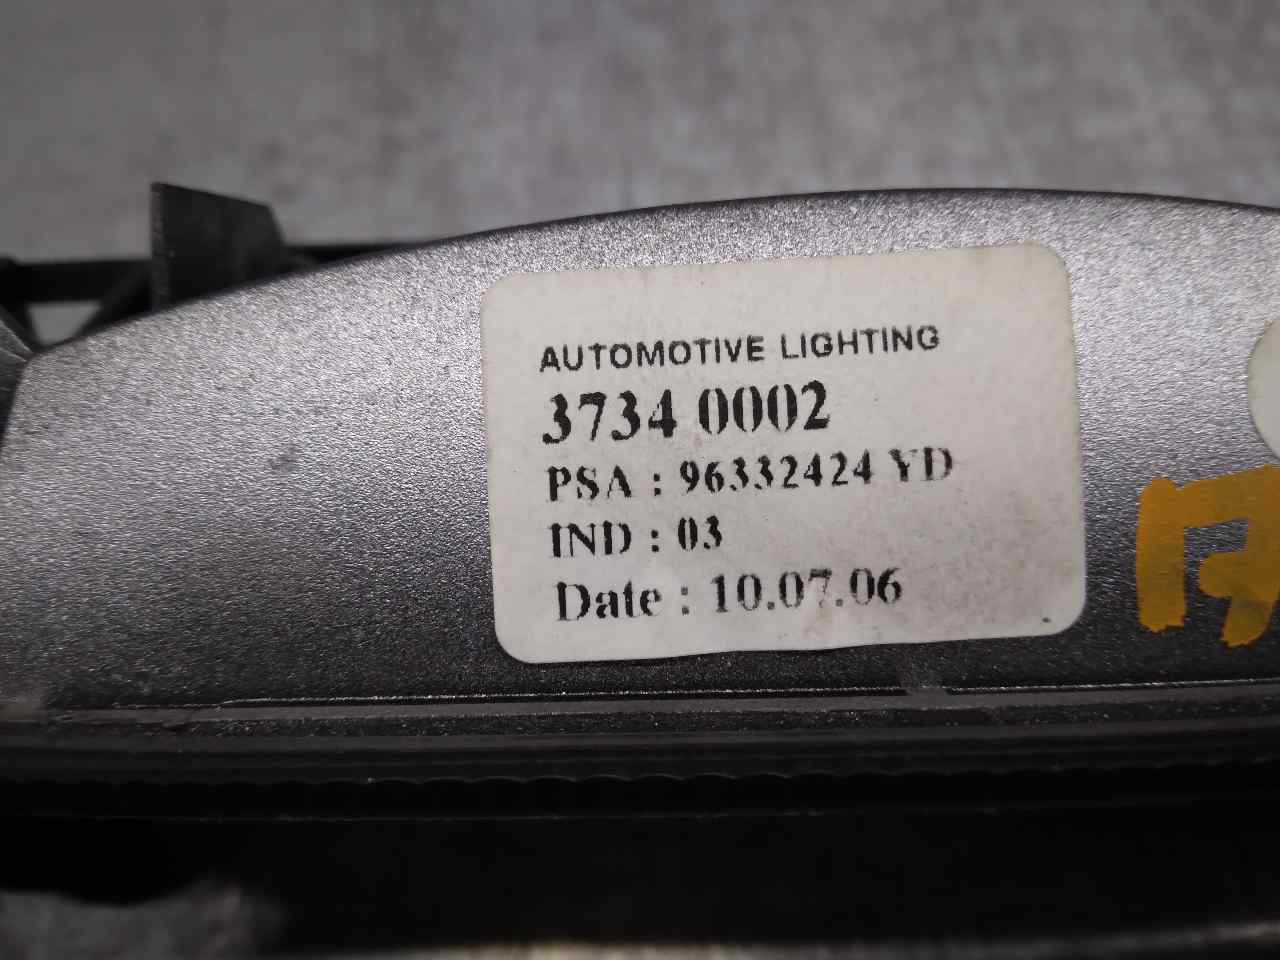 AUTOMOTIVE LIGHTING
3734 0002
PSA : 96332424 YD
IND : 03
Date : 10.07.06